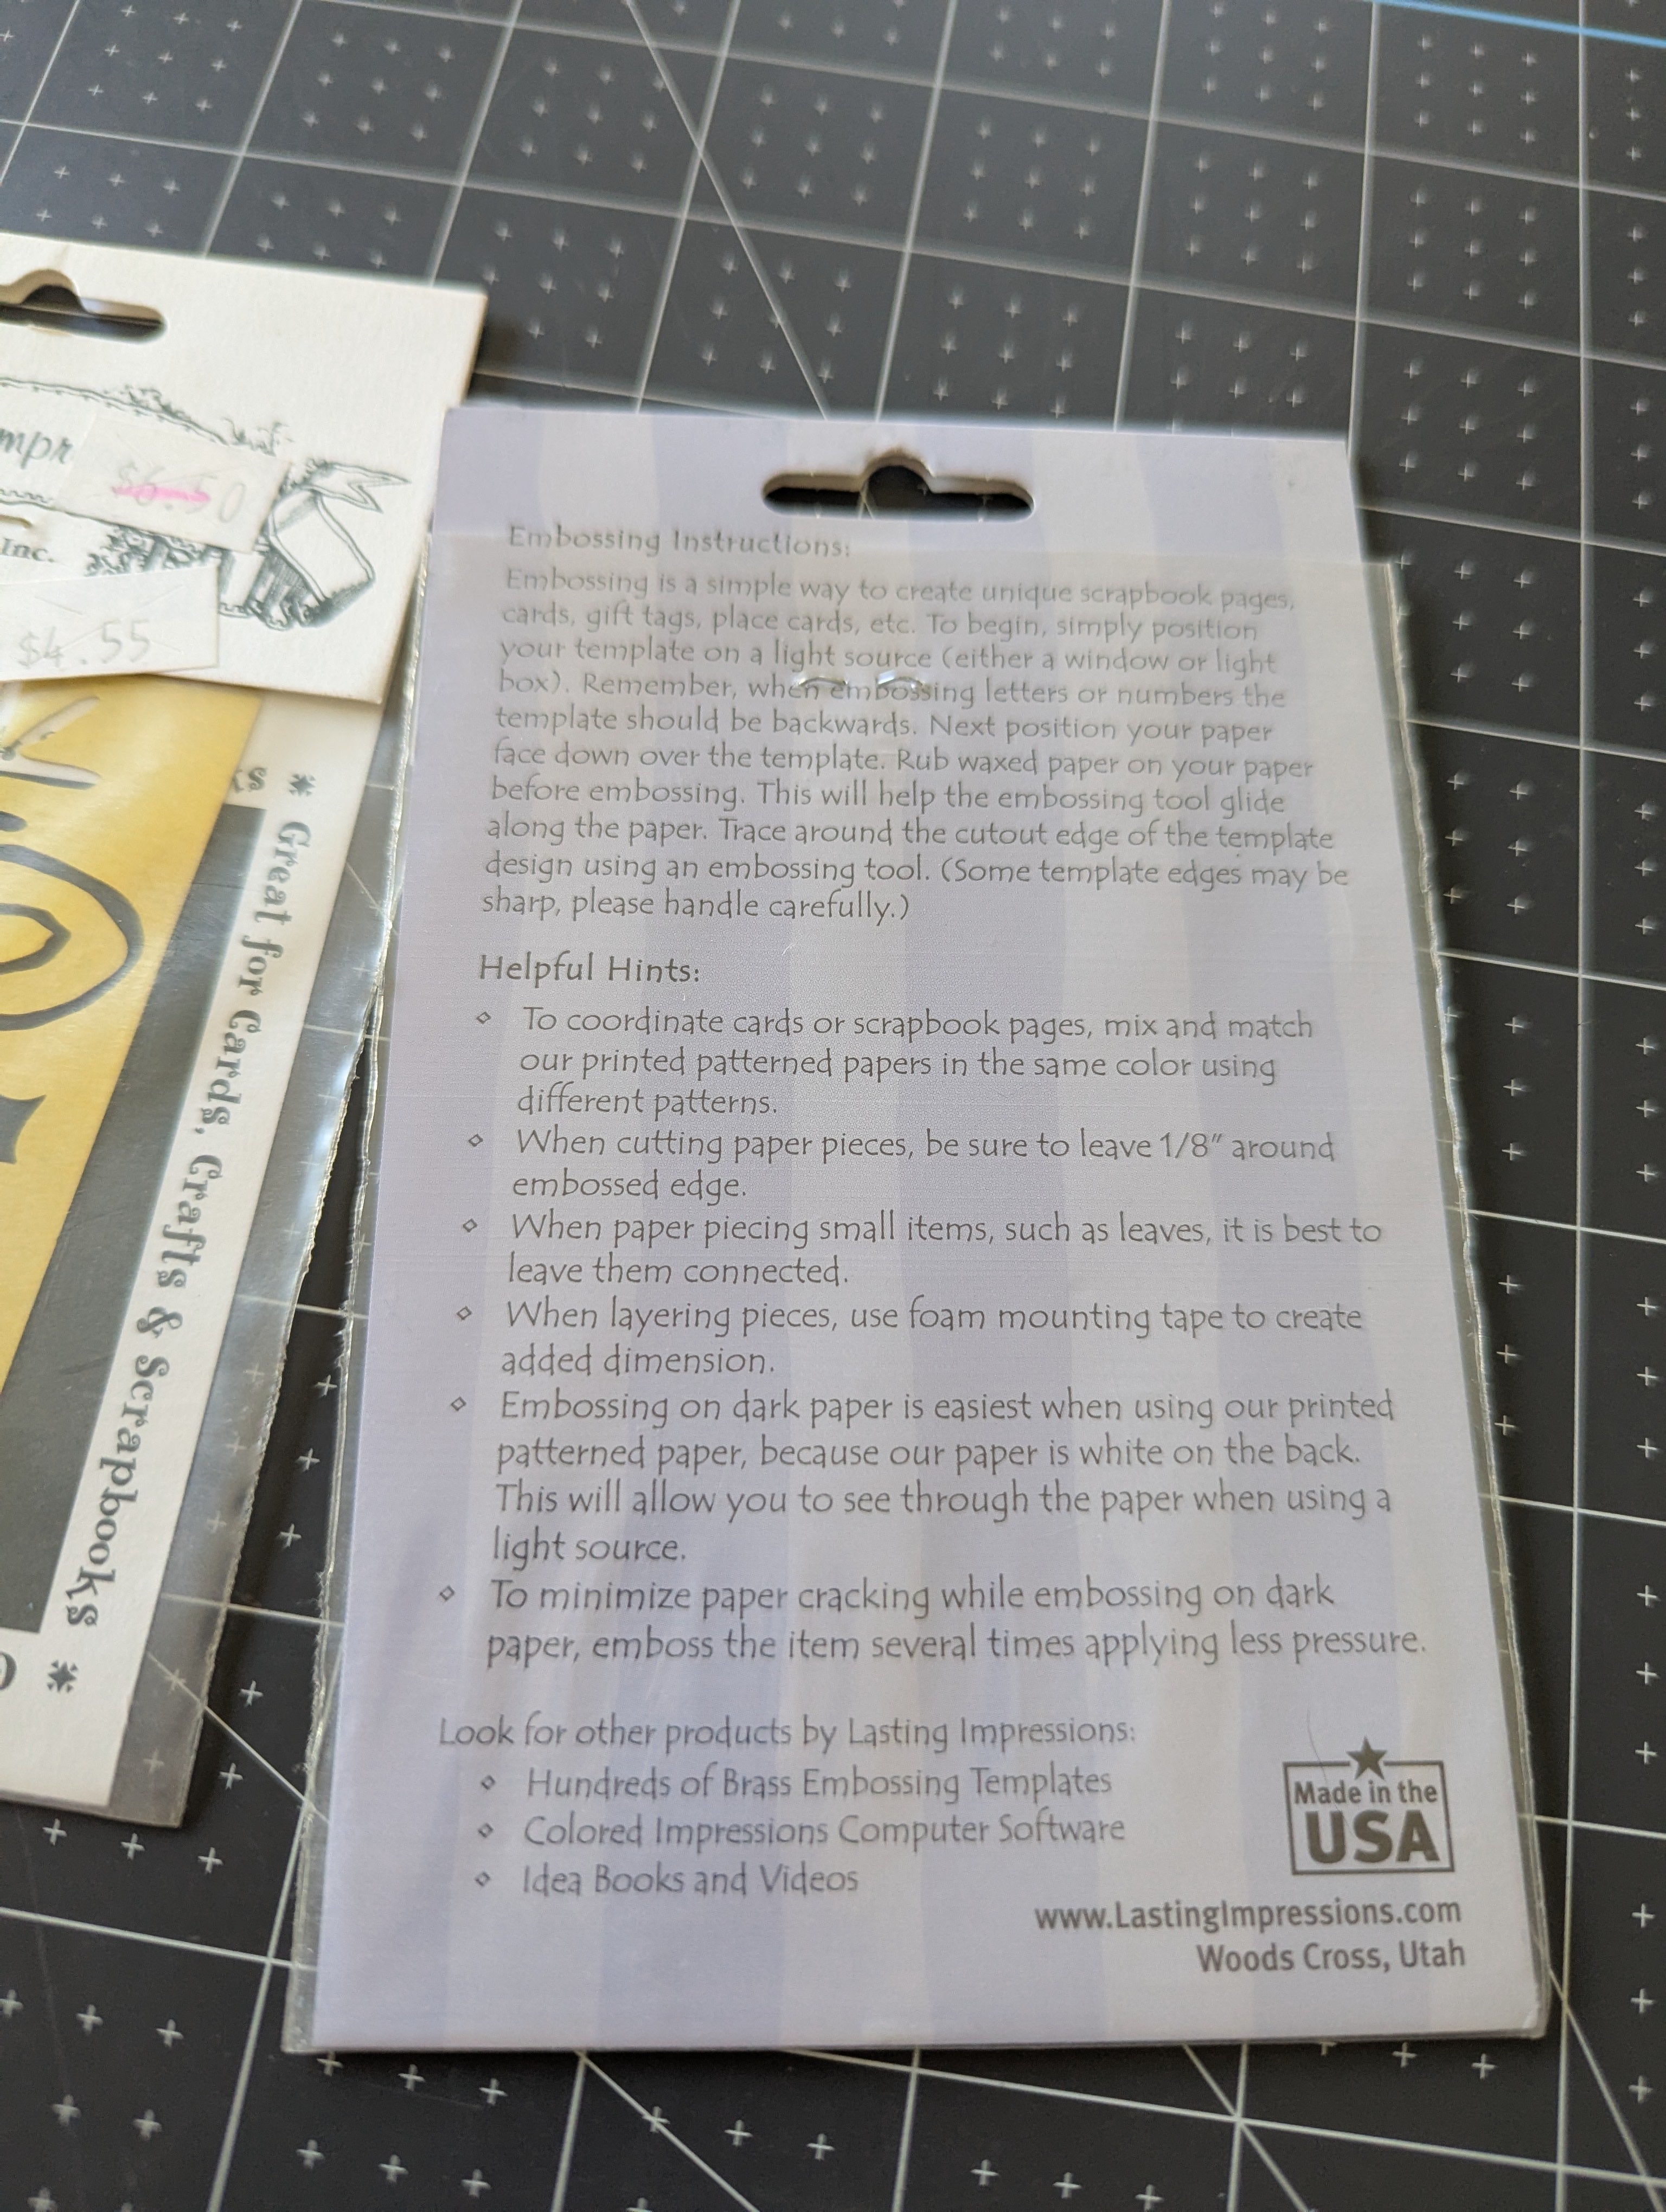 mpr
$6.50
Inc.
$4.55
* Great for Cards, Crafts & Scrapbooks *
Embossing Instructions:
Embossing is a simple way to create unique scrapbook pages,
cards, gift tags, place cards, etc. To begin, simply position
your template on a light source (either a window or light
box). Remember, when embossing letters or numbers the
template should be backwards. Next position your paper
face down over the template. Rub waxed paper on your paper
before embossing. This will help the embossing tool glide
along the paper. Trace around the cutout edge of the template
design using an embossing tool. (Some template edges may be
sharp, please handle carefully.)
Helpful Hints:
⋄ To coordinate cards or scrapbook pages, mix and match
our printed patterned papers in the same color using
different patterns.
⋄ When cutting paper pieces, be sure to leave 1/8" around
embossed edge.
⋄ When paper piecing small items, such as leaves, it is best to
leave them connected.
⋄ When layering pieces, use foam mounting tape to create
added dimension.
⋄ Embossing on dark paper is easiest when using our printed
patterned paper, because our paper is white on the back.
This will allow you to see through the paper when using a
light source.
⋄ To minimize paper cracking while embossing on dark
paper, emboss the item several times applying less pressure.
Look for other products by Lasting Impressions:
⋄ Hundreds of Brass Embossing Templates
⋄ Colored Impressions Computer Software
⋄ Idea Books and Videos
Made in the
USA
www.LastingImpressions.com
Woods Cross, Utah